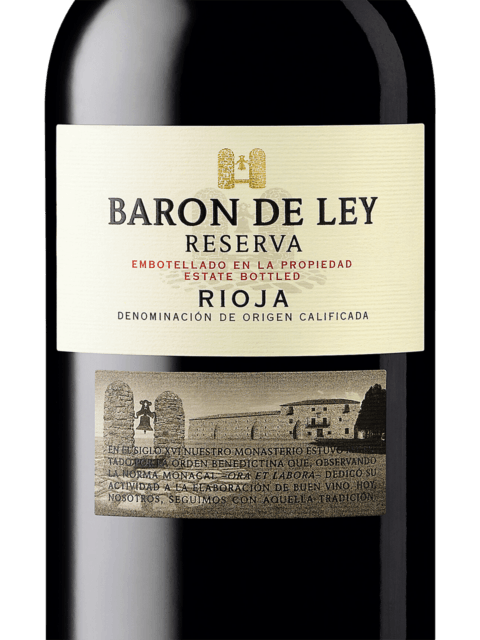 BARON DE LEY
RESERVA
EMBOTELLADO EN LA PROPIEDAD
ESTATE BOTTLED
RIOJA
DENOMINACIÓN DE ORIGEN CALIFICADA
EN EL SIGLO XVI NUESTRO MONASTERIO ESTUVO
ORDEN BENEDICTINA QUE, OBSERVANDO
LA NORMA MONACAL «ORA ET LABORA» DEDICÓ SU
ACTIVIDAD A LA ELABORACIÓN DE BUEN VINO. HOY,
NOSOTROS, SEGUIMOS CON AQUELLA TRADICIÓN.